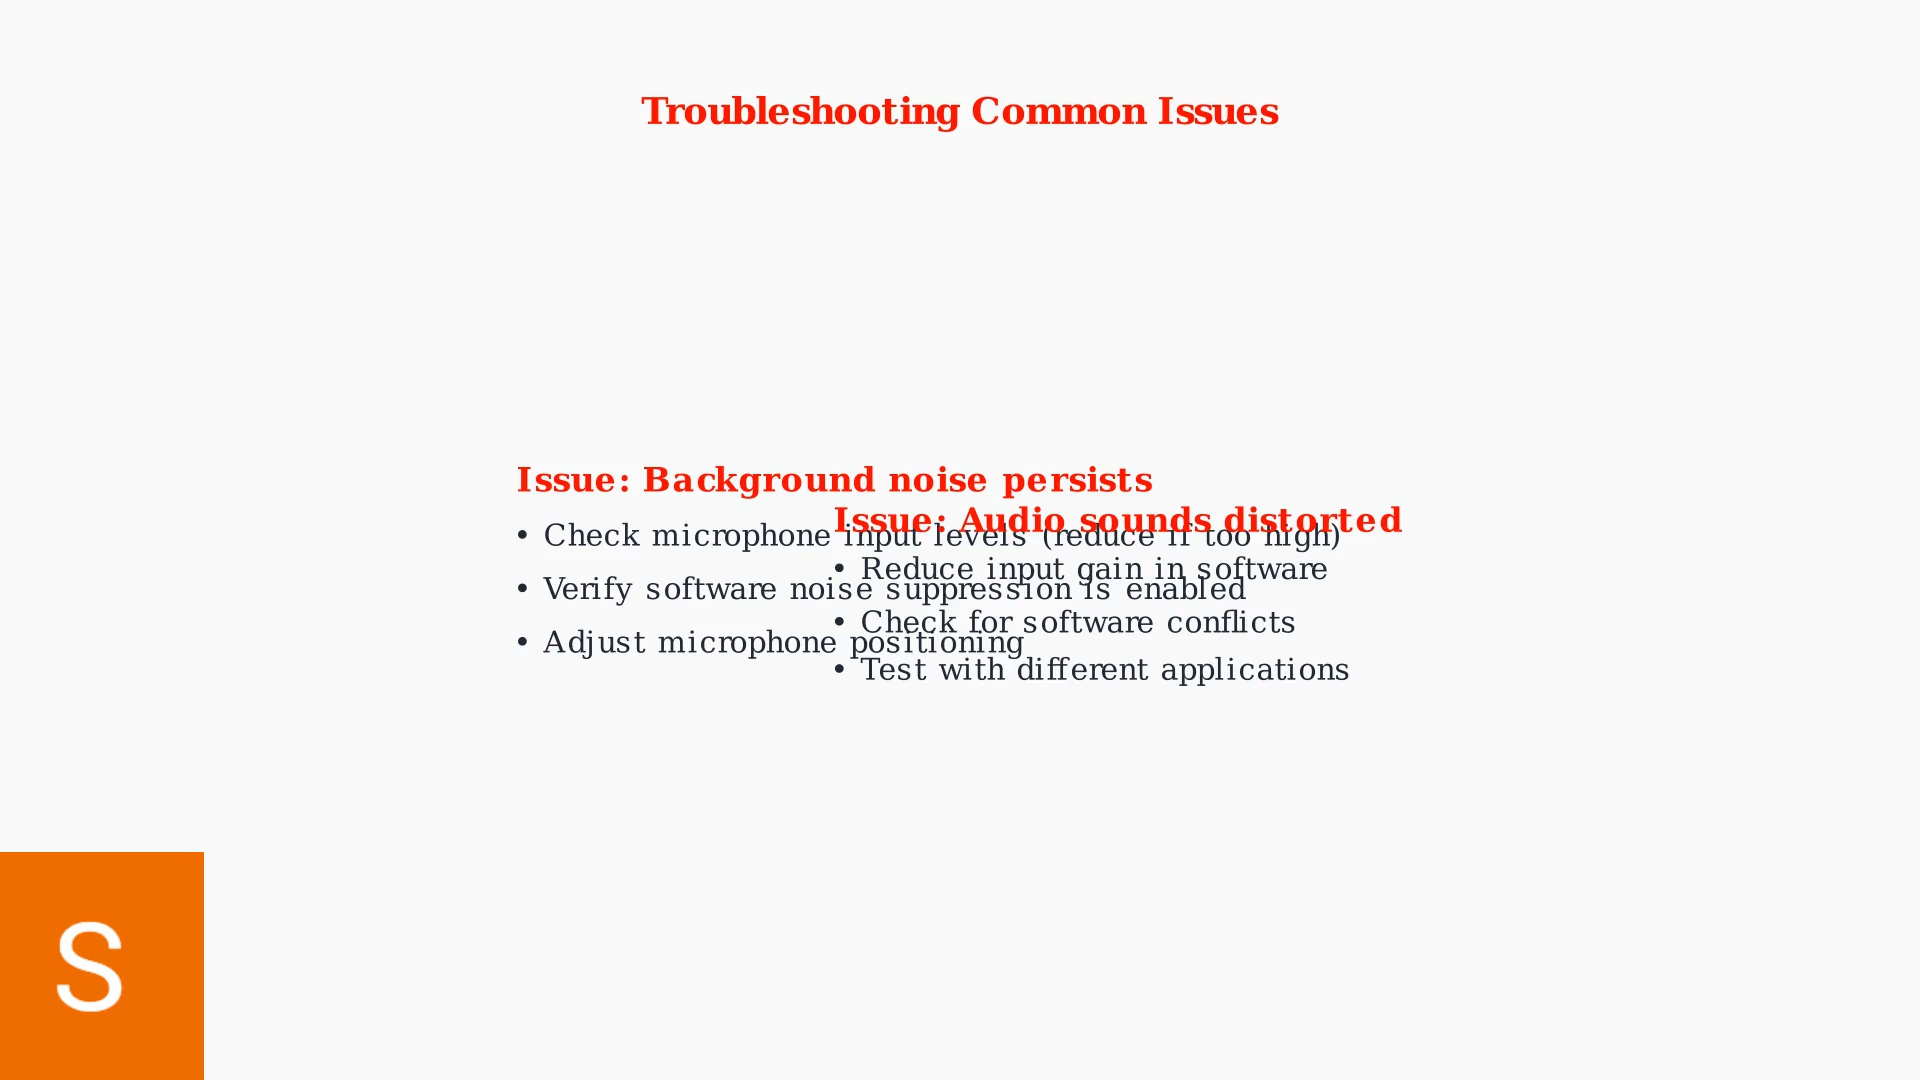 Troubleshooting Common Issues
Issue: Background noise persists
• Check microphone input levels (reduce if too high)
• Verify software noise suppression is enabled
• Adjust microphone positioning
Issue: Audio sounds distorted
• Reduce input gain in software
• Check for software conflicts
• Test with different applications
S